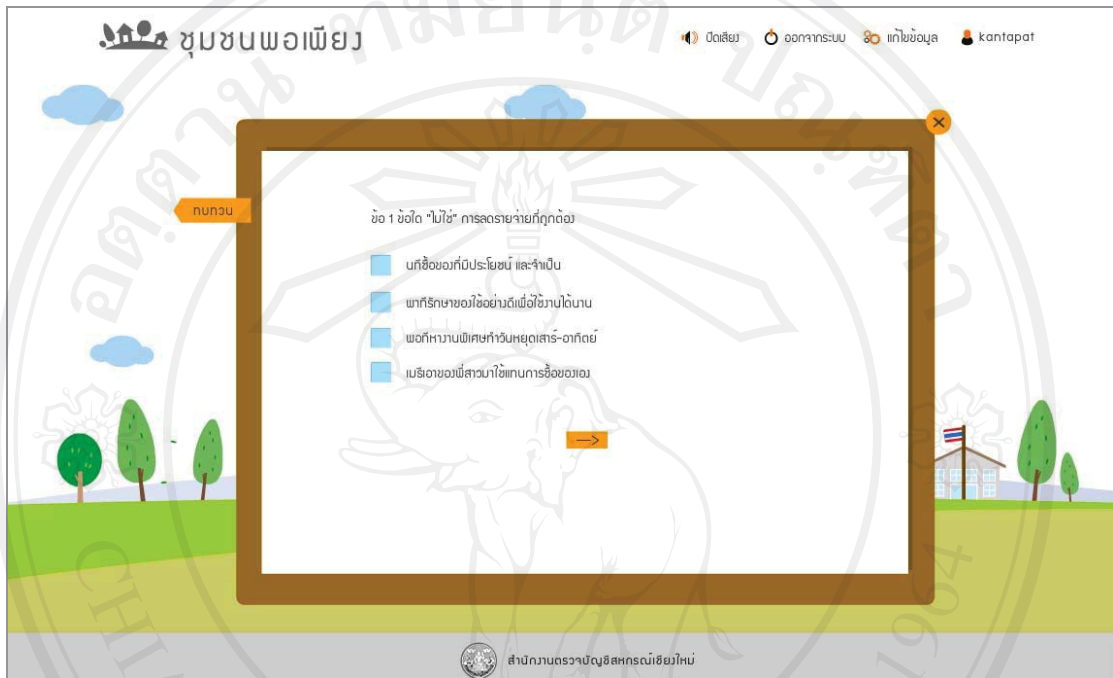 ชุมชนพอเพียง
ปิดเสียง
ออกจากระบบ
แก้ไขข้อมูล
kantapat
ทบทวน
ข้อ 1 ข้อใด "ไม่ใช่" การลดรายจ่ายที่ถูกต้อง
นทีซื้อของที่มีประโยชน์ และจำเป็น
พาทีรักษาของใช้อย่างดีเพื่อใช้งานได้นาน
พอทีหางานพิเศษทำวันหยุดเสาร์-อาทิตย์
เมธีเอาของพี่สาวมาใช้แทนการซื้อของเอง
สำนักงานตรวจบัญชีสหกรณ์เชียงใหม่
1964